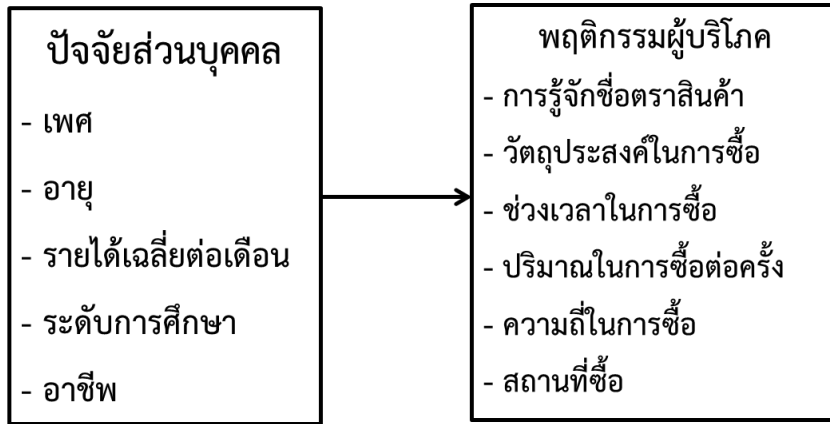 ปัจจัยส่วนบุคคล
- เพศ
- อายุ
- รายได้เฉลี่ยต่อเดือน
- ระดับการศึกษา
- อาชีพ
พฤติกรรมผู้บริโภค
- การรู้จักชื่อตราสินค้า
- วัตถุประสงค์ในการซื้อ
- ช่วงเวลาในการซื้อ
- ปริมาณในการซื้อต่อครั้ง
- ความถี่ในการซื้อ
- สถานที่ซื้อ